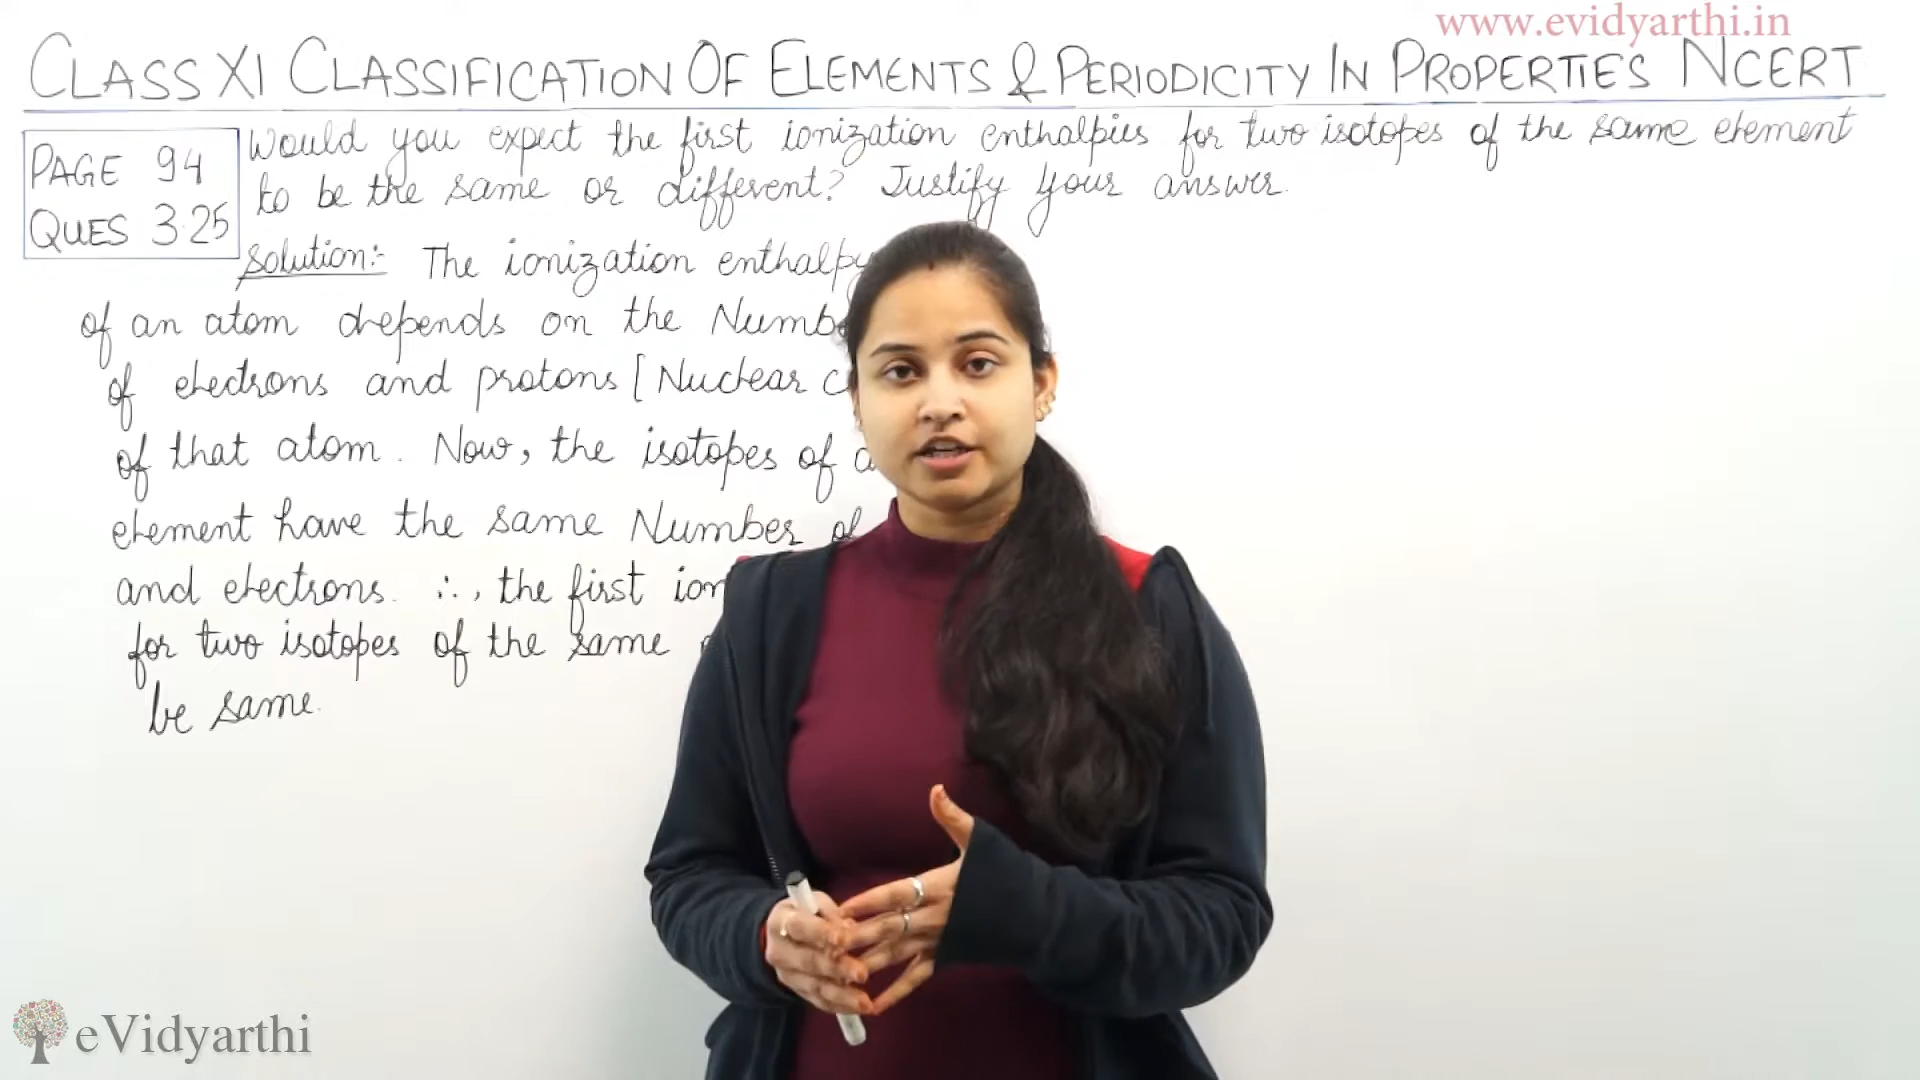 www.evidyarthi.in
CLASS XI CLASSIFICATION OF ELEMENTS & PERIODICITY IN PROPERTIES NCERT
PAGE 94
QUES 3.25
Would you expect the first ionization enthalpies for two isotopes of the same element
to be the same or different? Justify your answer.
Solution:- The ionization enthalpy
of an atom depends on the
of electrons and protons [Nuclear
of that atom. Now, the isotopes of
element have the same Number of
and electrons. ∴, the first
for two isotopes of the same
be same.
eVidyarthi